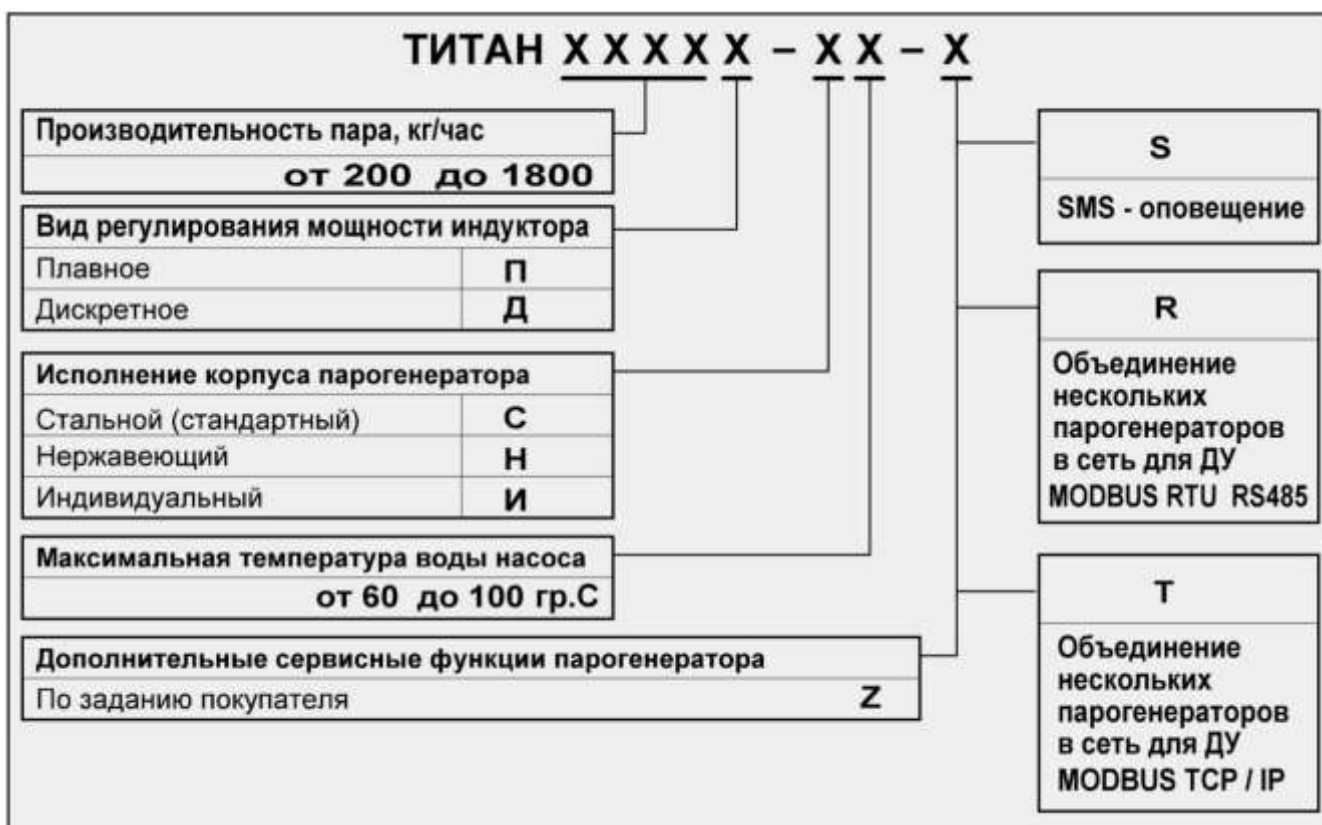 ТИТАН X X X X X – X X – X
Производительность пара, кг/час
от 200 до 1800
Вид регулирования мощности индуктора
Плавное П
Дискретное Д
Исполнение корпуса парогенератора
Стальной (стандартный) С
Нержавеющий Н
Индивидуальный И
Максимальная температура воды насоса
от 60 до 100 гр.С
Дополнительные сервисные функции парогенератора
По заданию покупателя Z
S
SMS - оповещение
R
Объединение
нескольких
парогенераторов
в сеть для ДУ
MODBUS RTU RS485
T
Объединение
нескольких
парогенераторов
в сеть для ДУ
MODBUS TCP / IP